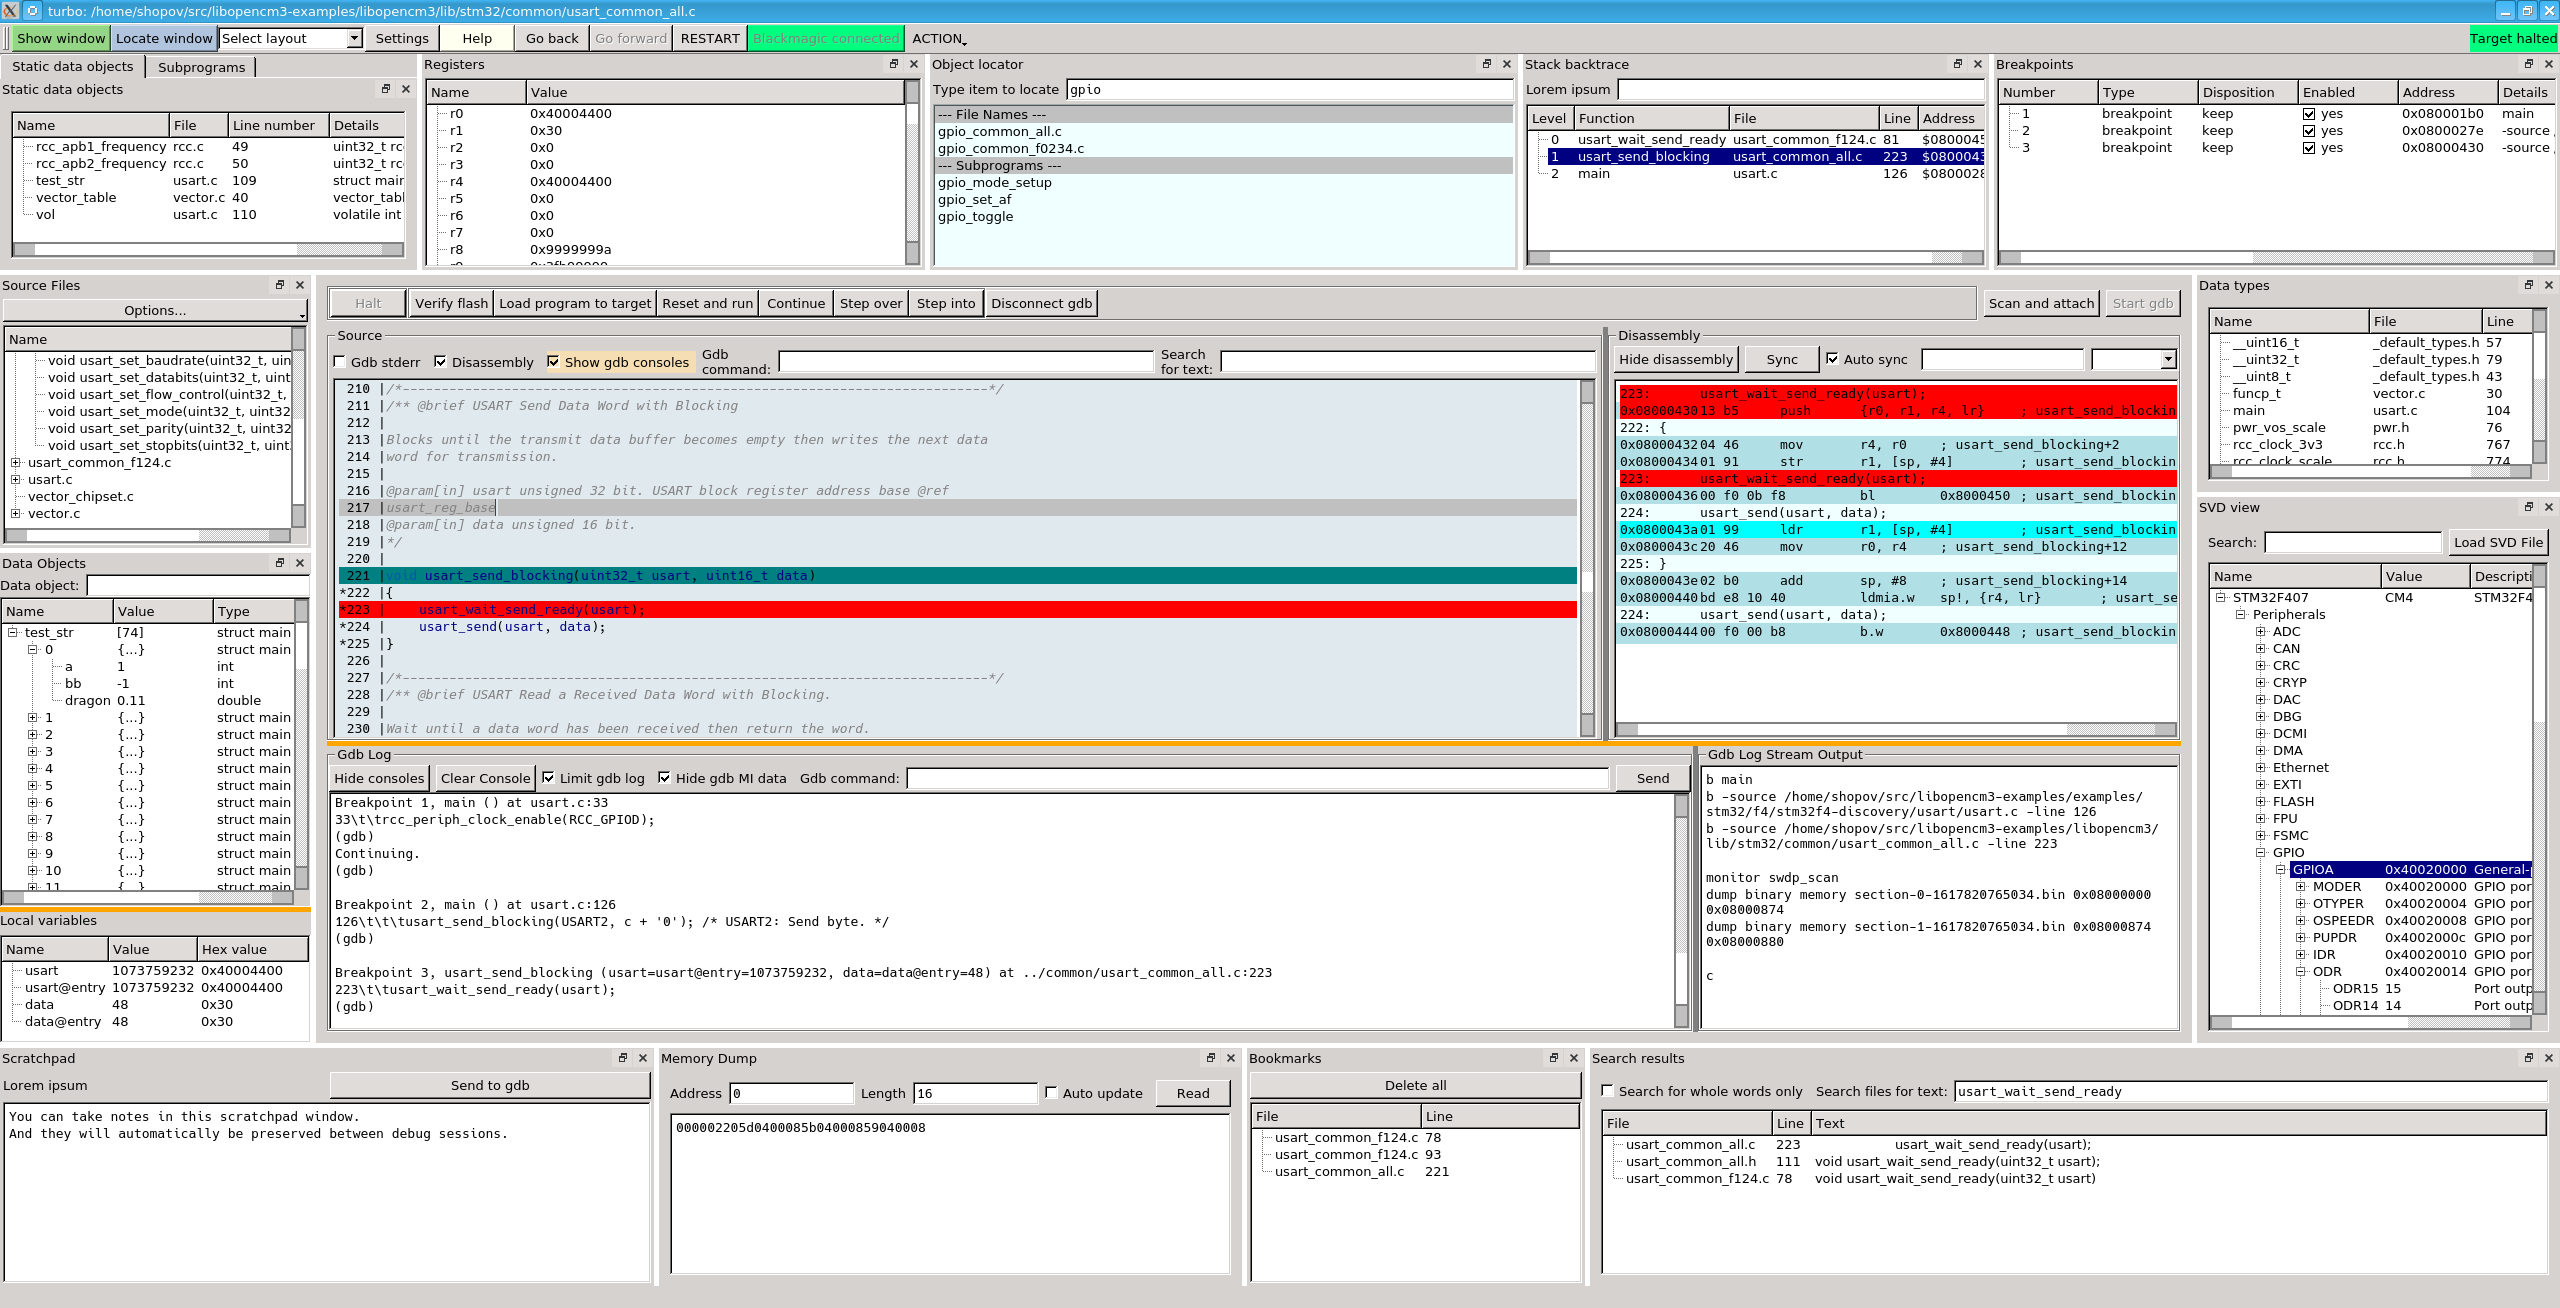 turbo: /home/shopov/src/libopencm3-examples/libopencm3/lib/stm32/common/usart_common_all.c
Show window Locate window Select layout Settings Help Go back Go forward RESTART Blackmagic connected ACTION Target halted
Static data objects Subprograms
Static data objects
Name File Line number Details
rcc_apb1_frequency rcc.c 49 uint32_t rcc
rcc_apb2_frequency rcc.c 50 uint32_t rcc
test_str usart.c 109 struct main
vector_table vector.c 40 vector_tabl
vol usart.c 110 volatile int
Registers
Name Value
r0 0x40004400
r1 0x30
r2 0x0
r3 0x0
r4 0x40004400
r5 0x0
r6 0x0
r7 0x0
r8 0x9999999a
Object locator
Type item to locate gpio
--- File Names ---
gpio_common_all.c
gpio_common_f0234.c
--- Subprograms ---
gpio_mode_setup
gpio_set_af
gpio_toggle
Stack backtrace
Lorem ipsum
Level Function File Line Address
0 usart_wait_send_ready usart_common_f124.c 81 $0800045
1 usart_send_blocking usart_common_all.c 223 $0800043
2 main usart.c 126 $0800028
Breakpoints
Number Type Disposition Enabled Address Details
1 breakpoint keep yes 0x080001b0 main
2 breakpoint keep yes 0x0800027e -source
3 breakpoint keep yes 0x08000430 -source
Source Files
Options...
Name
void usart_set_baudrate(uint32_t, uin
void usart_set_databits(uint32_t, uint
void usart_set_flow_control(uint32_t,
void usart_set_mode(uint32_t, uint32
void usart_set_parity(uint32_t, uint32
void usart_set_stopbits(uint32_t, uint
usart_common_f124.c
usart.c
vector_chipset.c
vector.c
Data Objects
Data object:
Name Value Type
test_str [74] struct main
0 {...} struct main
a 1 int
bb -1 int
dragon 0.11 double
1 {...} struct main
2 {...} struct main
3 {...} struct main
4 {...} struct main
5 {...} struct main
6 {...} struct main
7 {...} struct main
8 {...} struct main
9 {...} struct main
10 {...} struct main
11 {...} struct main
Local variables
Name Value Hex value
usart 1073759232 0x40004400
usart@entry 1073759232 0x40004400
data 48 0x30
data@entry 48 0x30
Halt Verify flash Load program to target Reset and run Continue Step over Step into Disconnect gdb Scan and attach Start gdb
Source
Gdb stderr Disassembly Show gdb consoles Gdb command: Search for text:
210 |/*---------------------------------------------------------------------------*/
211 |/** @brief USART Send Data Word with Blocking
212 |
213 |Blocks until the transmit data buffer becomes empty then writes the next data
214 |word for transmission.
215 |
216 |@param[in] usart unsigned 32 bit. USART block register address base @ref
217 |usart_reg_base
218 |@param[in] data unsigned 16 bit.
219 |*/
220 |
221 |void usart_send_blocking(uint32_t usart, uint16_t data)
*222 |{
*223 | usart_wait_send_ready(usart);
*224 | usart_send(usart, data);
*225 |}
226 |
227 |/*---------------------------------------------------------------------------*/
228 |/** @brief USART Read a Received Data Word with Blocking.
229 |
230 |Wait until a data word has been received then return the word.
Disassembly
Hide disassembly Sync Auto sync
223: usart_wait_send_ready(usart);
0x08000430 13 b5 push {r0, r1, r4, lr} ; usart_send_blockin
222: {
0x08000432 04 46 mov r4, r0 ; usart_send_blocking+2
0x08000434 01 91 str r1, [sp, #4] ; usart_send_blockin
223: usart_wait_send_ready(usart);
0x08000436 00 f0 0b f8 bl 0x8000450 ; usart_send_blockin
224: usart_send(usart, data);
0x0800043a 01 99 ldr r1, [sp, #4] ; usart_send_blockin
0x0800043c 20 46 mov r0, r4 ; usart_send_blocking+12
225: }
0x0800043e 02 b0 add sp, #8 ; usart_send_blocking+14
0x08000440 bd e8 10 40 ldmia.w sp!, {r4, lr} ; usart_se
224: usart_send(usart, data);
0x08000444 00 f0 00 b8 b.w 0x8000448 ; usart_send_blockin
Gdb Log
Hide consoles Clear Console Limit gdb log Hide gdb MI data Gdb command: Send
Breakpoint 1, main () at usart.c:33
33\t\trcc_periph_clock_enable(RCC_GPIOD);
(gdb)
Continuing.
(gdb)
Breakpoint 2, main () at usart.c:126
126\t\t\tusart_send_blocking(USART2, c + '0'); /* USART2: Send byte. */
(gdb)
Breakpoint 3, usart_send_blocking (usart=usart@entry=1073759232, data=data@entry=48) at ../common/usart_common_all.c:223
223\t\tusart_wait_send_ready(usart);
(gdb)
Gdb Log Stream Output
b main
b -source /home/shopov/src/libopencm3-examples/examples/
stm32/f4/stm32f4-discovery/usart/usart.c -line 126
b -source /home/shopov/src/libopencm3-examples/libopencm3/
lib/stm32/common/usart_common_all.c -line 223
monitor swdp_scan
dump binary memory section-0-1617820765034.bin 0x08000000
0x08000874
dump binary memory section-1-1617820765034.bin 0x08000874
0x08000880
c
Data types
Name File Line
__uint16_t _default_types.h 57
__uint32_t _default_types.h 79
__uint8_t _default_types.h 43
funcp_t vector.c 30
main usart.c 104
pwr_vos_scale pwr.h 76
rcc_clock_3v3 rcc.h 767
rcc_clock_scale rcc.h 774
SVD view
Search: Load SVD File
Name Value Descripti
STM32F407 CM4 STM32F4
Peripherals
ADC
CAN
CRC
CRYP
DAC
DBG
DCMI
DMA
Ethernet
EXTI
FLASH
FPU
FSMC
GPIO
GPIOA 0x40020000 General-
MODER 0x40020000 GPIO por
OTYPER 0x40020004 GPIO por
OSPEEDR 0x40020008 GPIO por
PUPDR 0x4002000c GPIO por
IDR 0x40020010 GPIO por
ODR 0x40020014 GPIO por
ODR15 15 Port outp
ODR14 14 Port outp
Scratchpad
Lorem ipsum Send to gdb
You can take notes in this scratchpad window.
And they will automatically be preserved between debug sessions.
Memory Dump
Address 0 Length 16 Auto update Read
000002205d0400085b04000859040008
Bookmarks
Delete all
File Line
usart_common_f124.c 78
usart_common_f124.c 93
usart_common_all.c 221
Search results
Search for whole words only Search files for text: usart_wait_send_ready
File Line Text
usart_common_all.c 223 usart_wait_send_ready(usart);
usart_common_all.h 111 void usart_wait_send_ready(uint32_t usart);
usart_common_f124.c 78 void usart_wait_send_ready(uint32_t usart)